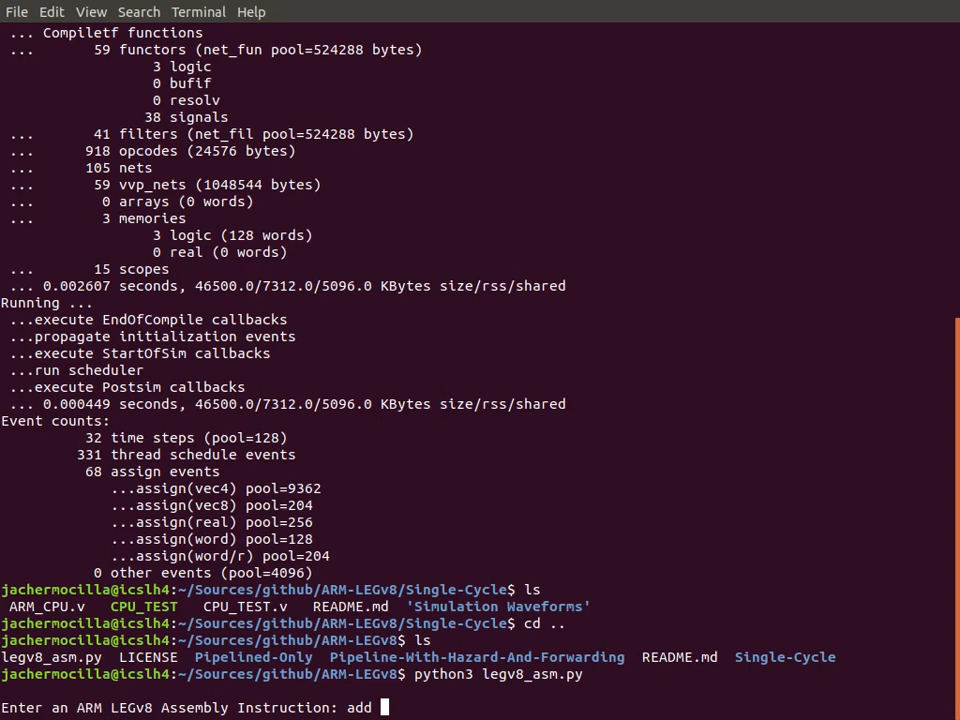 File Edit View Search Terminal Help
... Compiletf functions
... 59 functors (net_fun pool=524288 bytes)
3 logic
0 bufif
0 resolv
38 signals
... 41 filters (net_fil pool=524288 bytes)
... 918 opcodes (24576 bytes)
... 105 nets
... 59 vvp_nets (1048544 bytes)
... 0 arrays (0 words)
... 3 memories
3 logic (128 words)
0 real (0 words)
... 15 scopes
... 0.002607 seconds, 46500.0/7312.0/5096.0 KBytes size/rss/shared
Running ...
...execute EndOfCompile callbacks
...propagate initialization events
...execute StartOfSim callbacks
...run scheduler
...execute Postsim callbacks
... 0.000449 seconds, 46500.0/7312.0/5096.0 KBytes size/rss/shared
Event counts:
32 time steps (pool=128)
331 thread schedule events
68 assign events
...assign(vec4) pool=9362
...assign(vec8) pool=204
...assign(real) pool=256
...assign(word) pool=128
...assign(word/r) pool=204
0 other events (pool=4096)
jachermocilla@icslh4:~/Sources/github/ARM-LEGv8/Single-Cycle$ ls
ARM_CPU.v CPU_TEST CPU_TEST.v README.md 'Simulation Waveforms'
jachermocilla@icslh4:~/Sources/github/ARM-LEGv8/Single-Cycle$ cd ..
jachermocilla@icslh4:~/Sources/github/ARM-LEGv8$ ls
legv8_asm.py LICENSE Pipelined-Only Pipeline-With-Hazard-And-Forwarding README.md Single-Cycle
jachermocilla@icslh4:~/Sources/github/ARM-LEGv8$ python3 legv8_asm.py
Enter an ARM LEGv8 Assembly Instruction: add